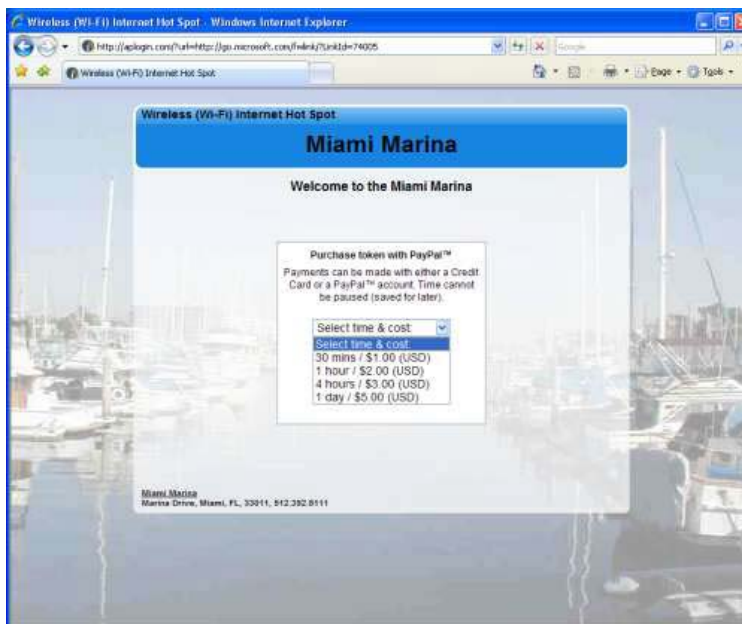 Wireless (Wi-Fi) Internet Hot Spot - Windows Internet Explorer
http://aplogin.com/?url=http://go.microsoft.com/fwlink/?LinkId=74005
Google
Wireless (Wi-Fi) Internet Hot Spot
Page
Tools
Wireless (Wi-Fi) Internet Hot Spot
Miami Marina
Welcome to the Miami Marina
Purchase token with PayPal™
Payments can be made with either a Credit
Card or a PayPal™ account. Time cannot
be paused (saved for later).
Select time & cost
Select time & cost
30 mins / $1.00 (USD)
1 hour / $2.00 (USD)
4 hours / $3.00 (USD)
1 day / $5.00 (USD)
Miami Marina
Marina Drive, Miami, FL, 33011, 512.392.8111